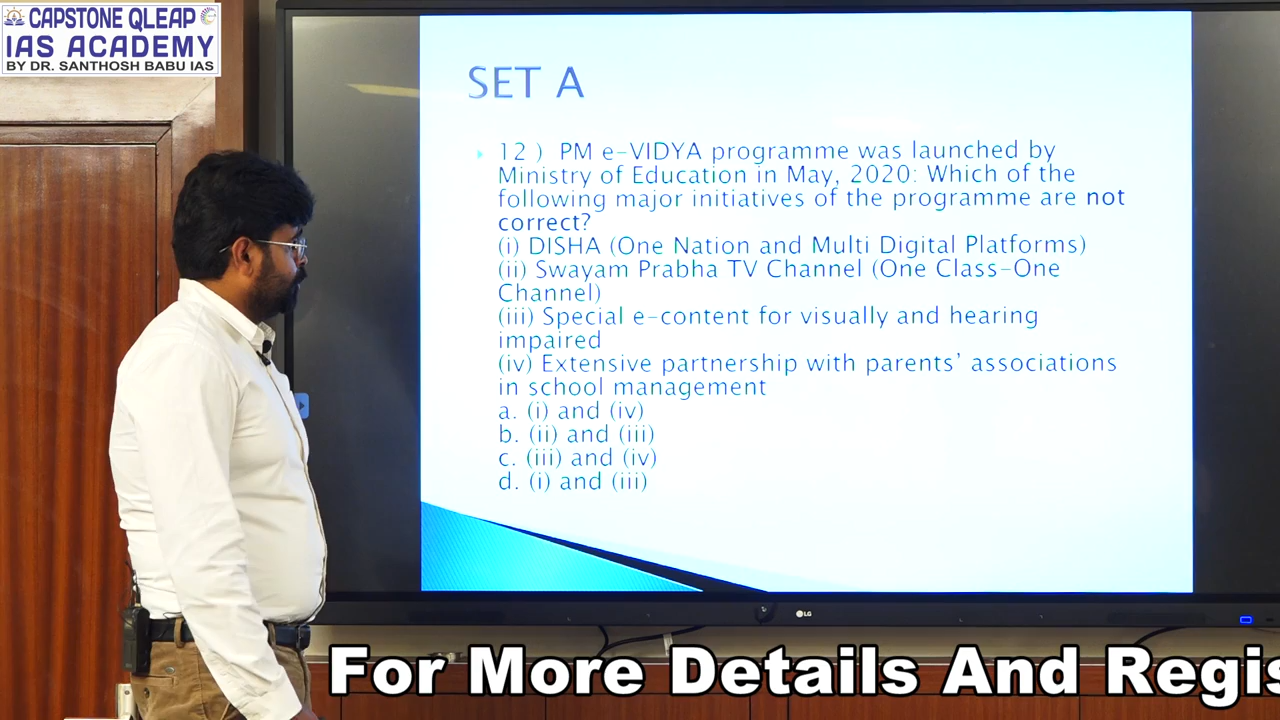 CAPSTONE QLEAP
IAS ACADEMY
BY DR. SANTHOSH BABU IAS
SET A
12 ) PM e-VIDYA programme was launched by
Ministry of Education in May, 2020: Which of the
following major initiatives of the programme are not
correct?
(i) DISHA (One Nation and Multi Digital Platforms)
(ii) Swayam Prabha TV Channel (One Class-One
Channel)
(iii) Special e-content for visually and hearing
impaired
(iv) Extensive partnership with parents' associations
in school management
a. (i) and (iv)
b. (ii) and (iii)
c. (iii) and (iv)
d. (i) and (iii)
LG
For More Details And Regis